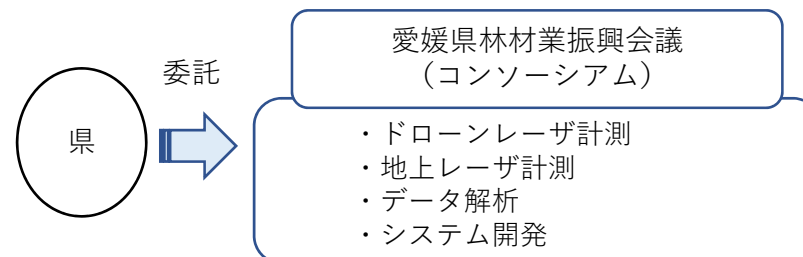 県
委託
愛媛県林材業振興会議
（コンソーシアム）
・ドローンレーザ計測
・地上レーザ計測
・データ解析
・システム開発